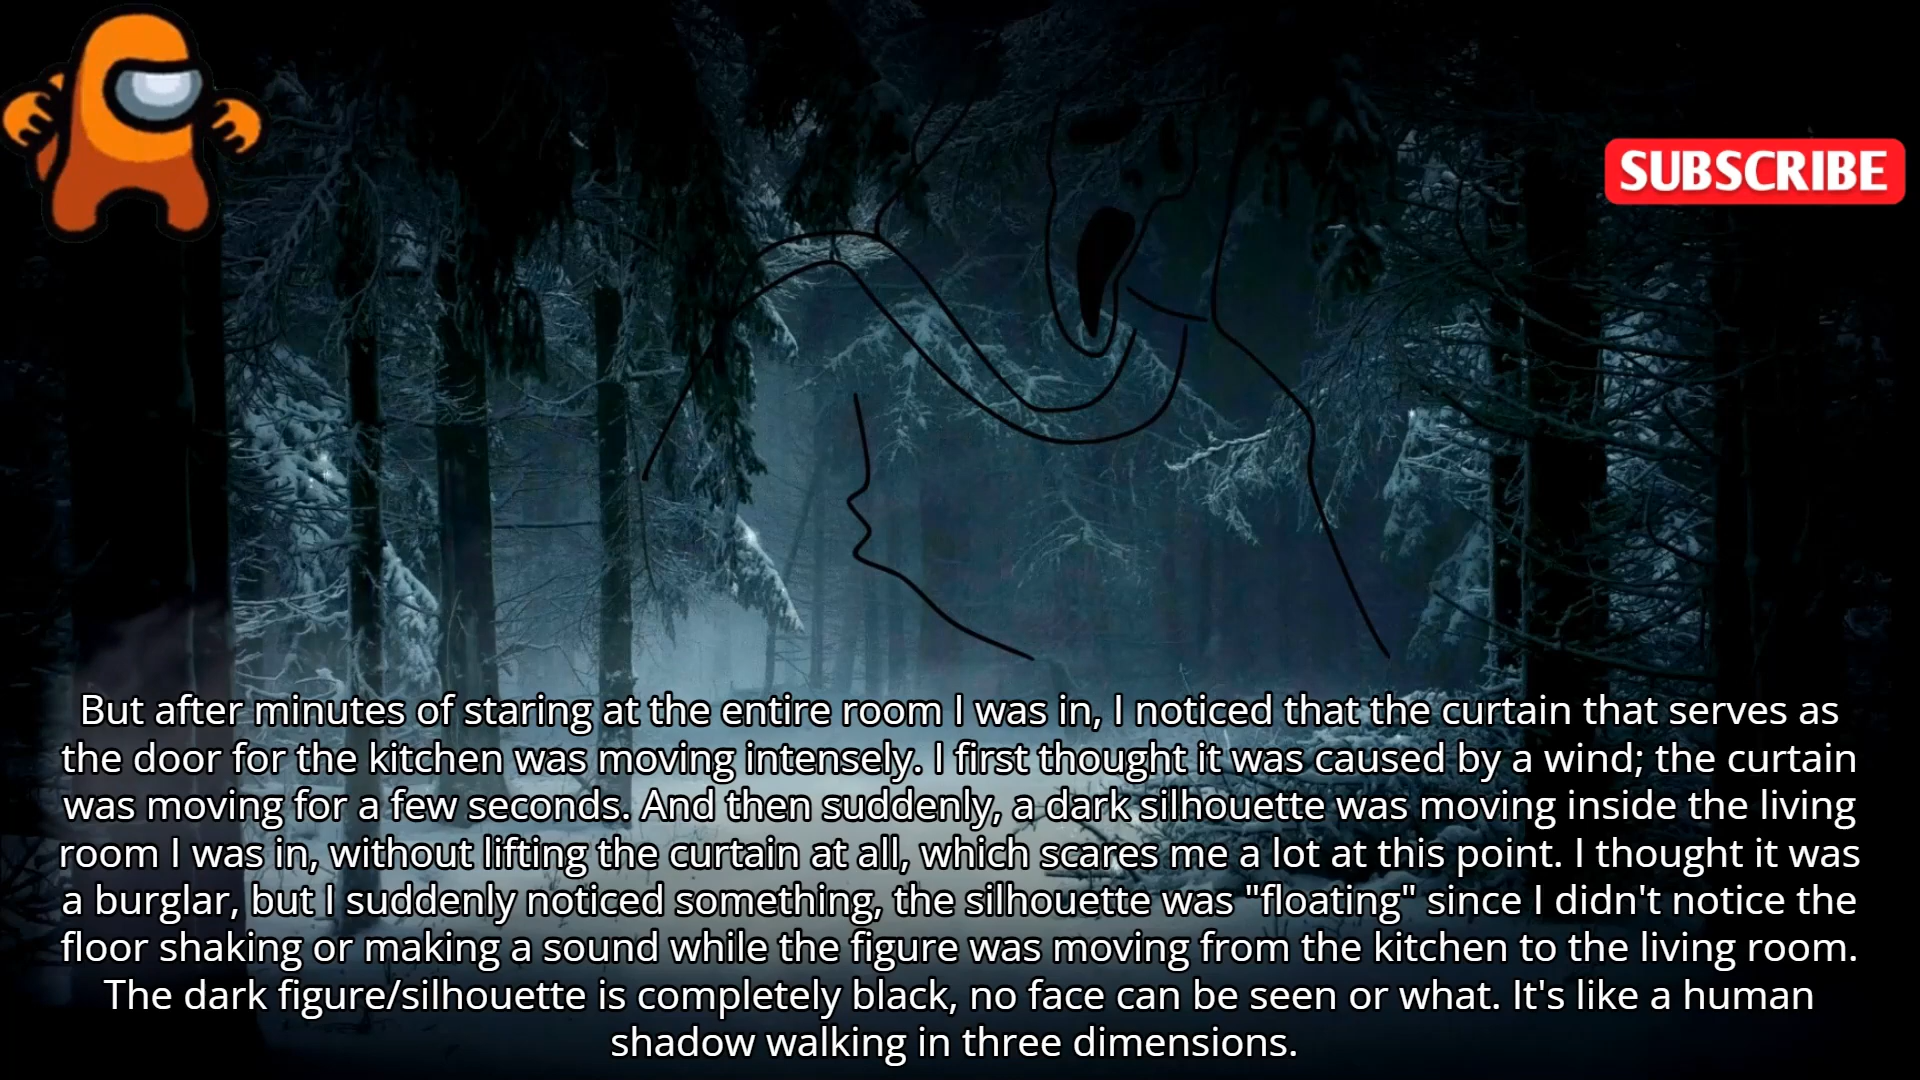 SUBSCRIBE
But after minutes of staring at the entire room I was in, I noticed that the curtain that serves as
the door for the kitchen was moving intensely. I first thought it was caused by a wind; the curtain
was moving for a few seconds. And then suddenly, a dark silhouette was moving inside the living
room I was in, without lifting the curtain at all, which scares me a lot at this point. I thought it was
a burglar, but I suddenly noticed something, the silhouette was "floating" since I didn't notice the
floor shaking or making a sound while the figure was moving from the kitchen to the living room.
The dark figure/silhouette is completely black, no face can be seen or what. It's like a human
shadow walking in three dimensions.